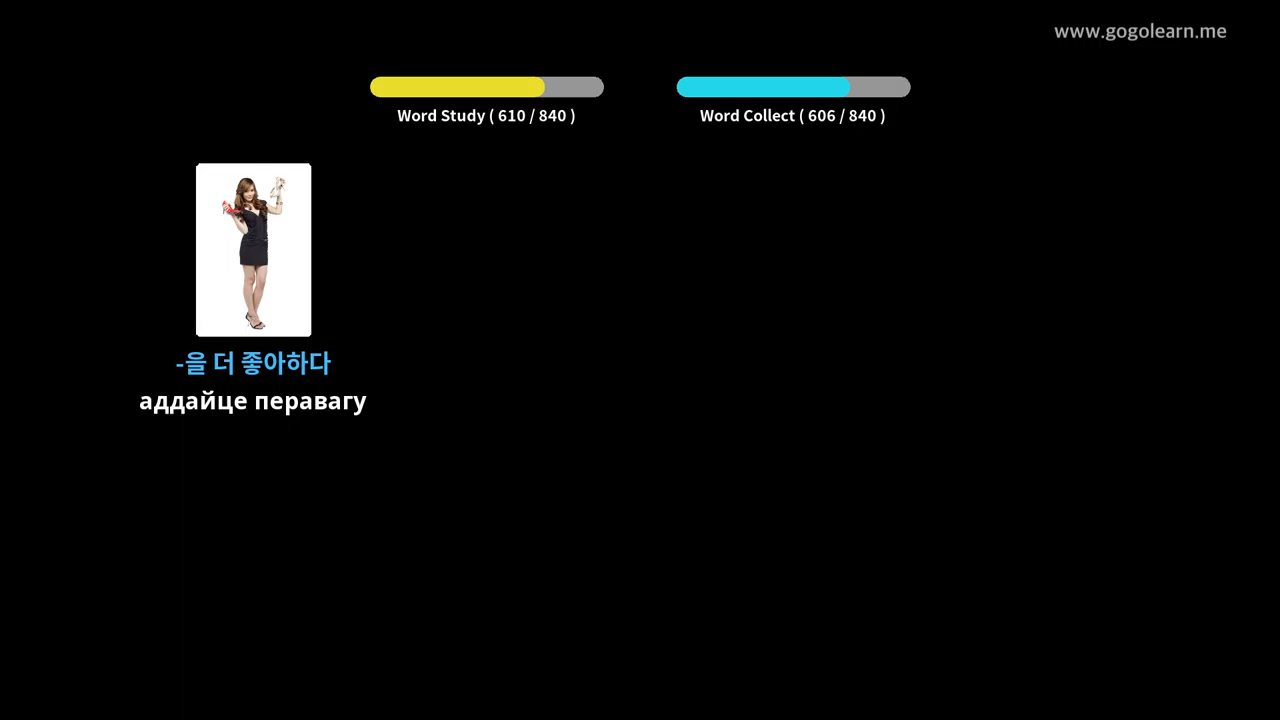 www.gogolearn.me
Word Study ( 610 / 840 )
Word Collect ( 606 / 840 )
-을 더 좋아하다
аддайце перавагу